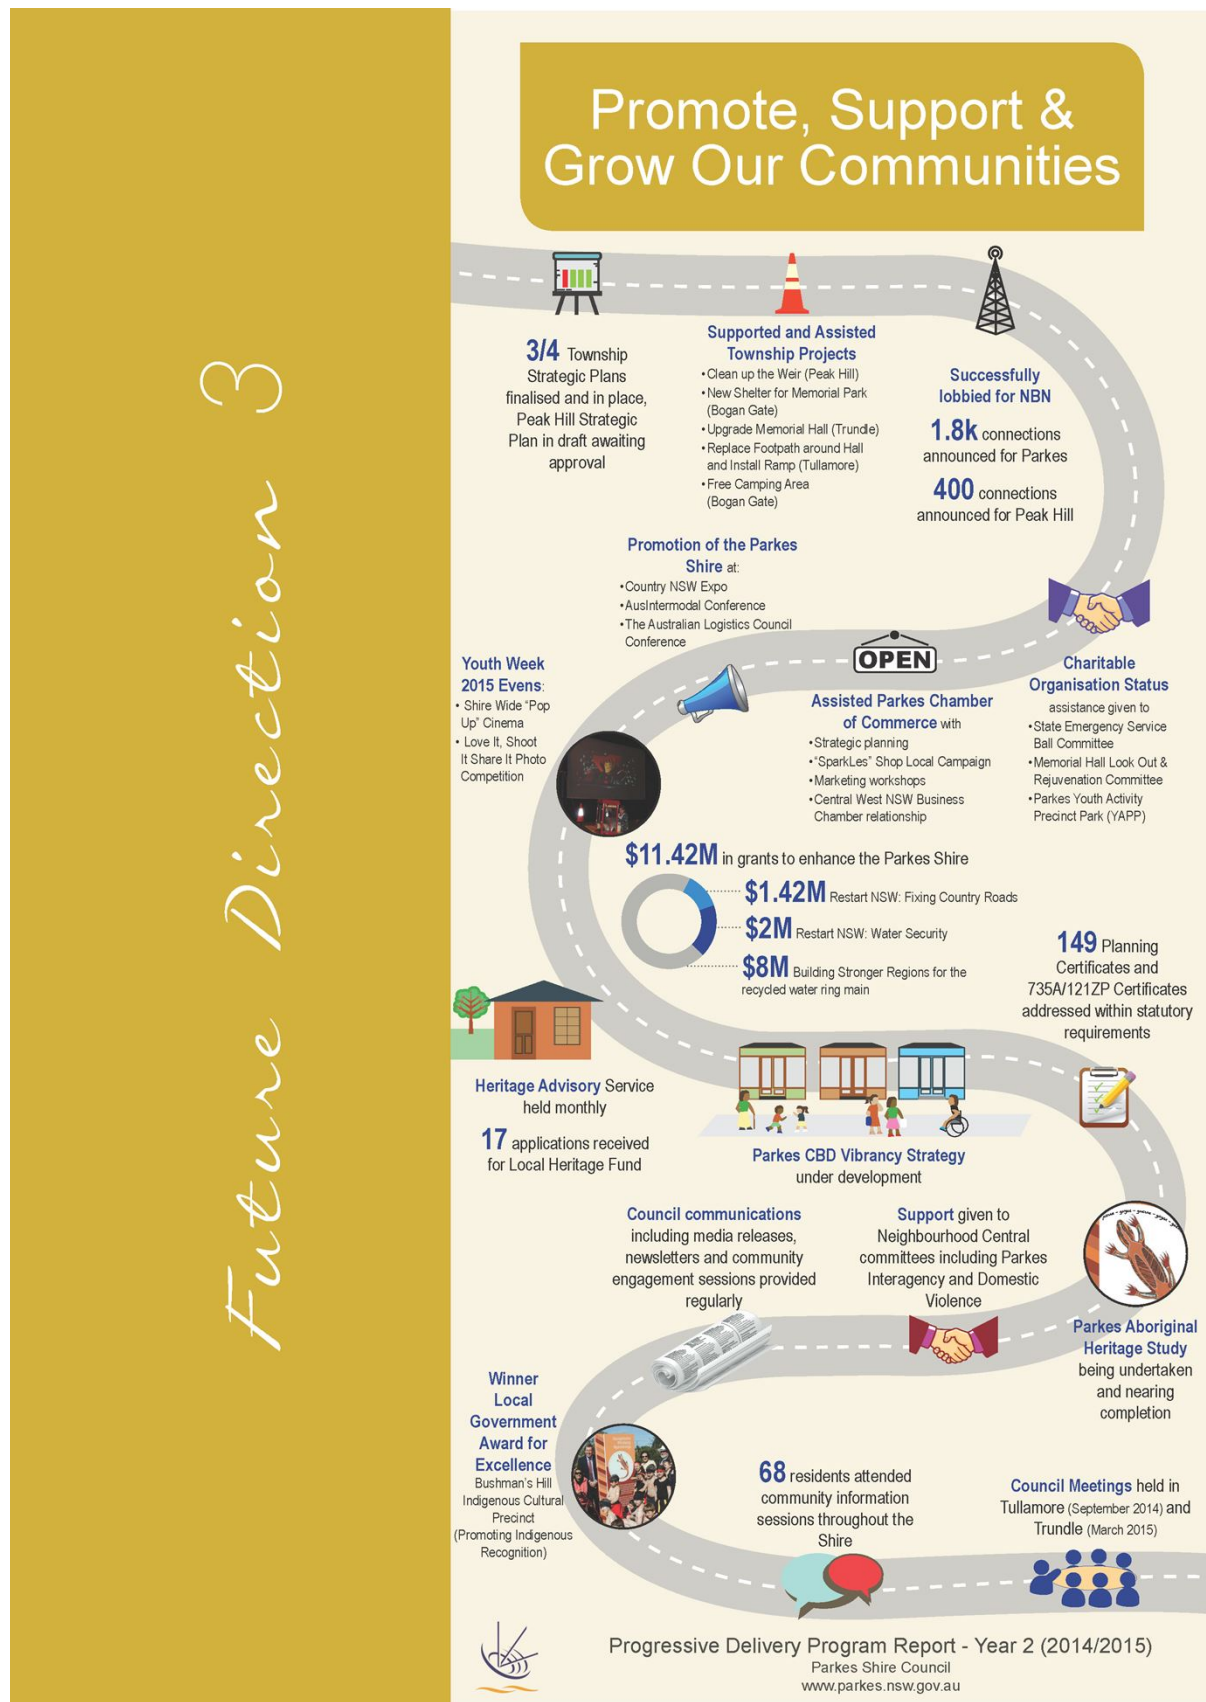 Future Direction 3
Promote, Support &
Grow Our Communities
3/4 Township
Strategic Plans
finalised and in place,
Peak Hill Strategic
Plan in draft awaiting
approval
Supported and Assisted
Township Projects
•Clean up the Weir (Peak Hill)
•New Shelter for Memorial Park
(Bogan Gate)
•Upgrade Memorial Hall (Trundle)
•Replace Footpath around Hall
and Install Ramp (Tullamore)
•Free Camping Area
(Bogan Gate)
Successfully
lobbied for NBN
1.8k connections
announced for Parkes
400 connections
announced for Peak Hill
Promotion of the Parkes
Shire at:
•Country NSW Expo
•AusIntermodal Conference
•The Australian Logistics Council
Conference
OPEN
Youth Week
2015 Evens:
• Shire Wide "Pop
Up" Cinema
• Love It, Shoot
It Share It Photo
Competition
Assisted Parkes Chamber
of Commerce with
•Strategic planning
•"SparkLes" Shop Local Campaign
•Marketing workshops
•Central West NSW Business
Chamber relationship
Charitable
Organisation Status
assistance given to
•State Emergency Service
Ball Committee
•Memorial Hall Look Out &
Rejuvenation Committee
•Parkes Youth Activity
Precinct Park (YAPP)
$11.42M in grants to enhance the Parkes Shire
$1.42M Restart NSW: Fixing Country Roads
$2M Restart NSW: Water Security
$8M Building Stronger Regions for the
recycled water ring main
149 Planning
Certificates and
735A/121ZP Certificates
addressed within statutory
requirements
Heritage Advisory Service
held monthly
17 applications received
for Local Heritage Fund
Parkes CBD Vibrancy Strategy
under development
Council communications
including media releases,
newsletters and community
engagement sessions provided
regularly
Support given to
Neighbourhood Central
committees including Parkes
Interagency and Domestic
Violence
Parkes Aboriginal
Heritage Study
being undertaken
and nearing
completion
Winner
Local
Government
Award for
Excellence
Bushman's Hill
Indigenous Cultural
Precinct
(Promoting Indigenous
Recognition)
68 residents attended
community information
sessions throughout the
Shire
Council Meetings held in
Tullamore (September 2014) and
Trundle (March 2015)
Progressive Delivery Program Report - Year 2 (2014/2015)
Parkes Shire Council
www.parkes.nsw.gov.au